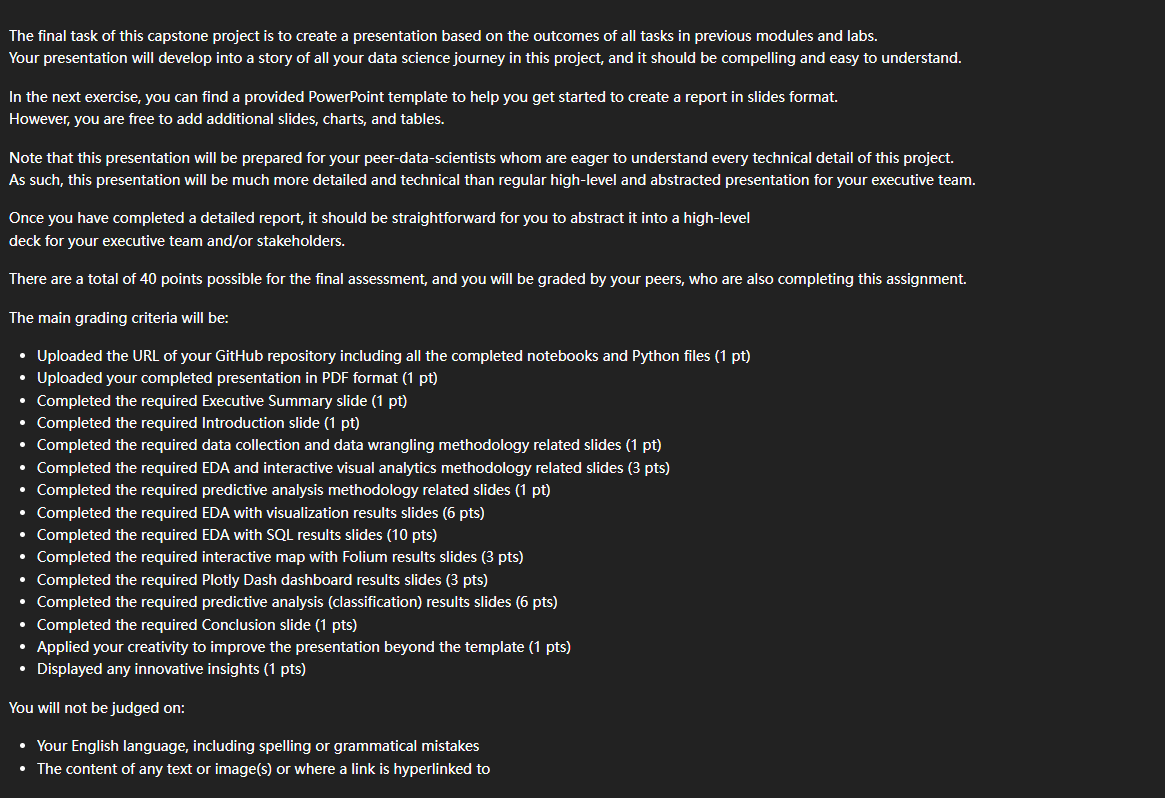 The final task of this capstone project is to create a presentation based on the outcomes of all tasks in previous modules and labs.
Your presentation will develop into a story of all your data science journey in this project, and it should be compelling and easy to understand.
In the next exercise, you can find a provided PowerPoint template to help you get started to create a report in slides format.
However, you are free to add additional slides, charts, and tables.
Note that this presentation will be prepared for your peer-data-scientists whom are eager to understand every technical detail of this project.
As such, this presentation will be much more detailed and technical than regular high-level and abstracted presentation for your executive team.
Once you have completed a detailed report, it should be straightforward for you to abstract it into a high-level
deck for your executive team and/or stakeholders.
There are a total of 40 points possible for the final assessment, and you will be graded by your peers, who are also completing this assignment.
The main grading criteria will be:
• Uploaded the URL of your GitHub repository including all the completed notebooks and Python files (1 pt)
• Uploaded your completed presentation in PDF format (1 pt)
• Completed the required Executive Summary slide (1 pt)
• Completed the required Introduction slide (1 pt)
• Completed the required data collection and data wrangling methodology related slides (1 pt)
• Completed the required EDA and interactive visual analytics methodology related slides (3 pts)
• Completed the required predictive analysis methodology related slides (1 pt)
• Completed the required EDA with visualization results slides (6 pts)
• Completed the required EDA with SQL results slides (10 pts)
• Completed the required interactive map with Folium results slides (3 pts)
• Completed the required Plotly Dash dashboard results slides (3 pts)
• Completed the required predictive analysis (classification) results slides (6 pts)
• Completed the required Conclusion slide (1 pts)
• Applied your creativity to improve the presentation beyond the template (1 pts)
• Displayed any innovative insights (1 pts)
You will not be judged on:
• Your English language, including spelling or grammatical mistakes
• The content of any text or image(s) or where a link is hyperlinked to